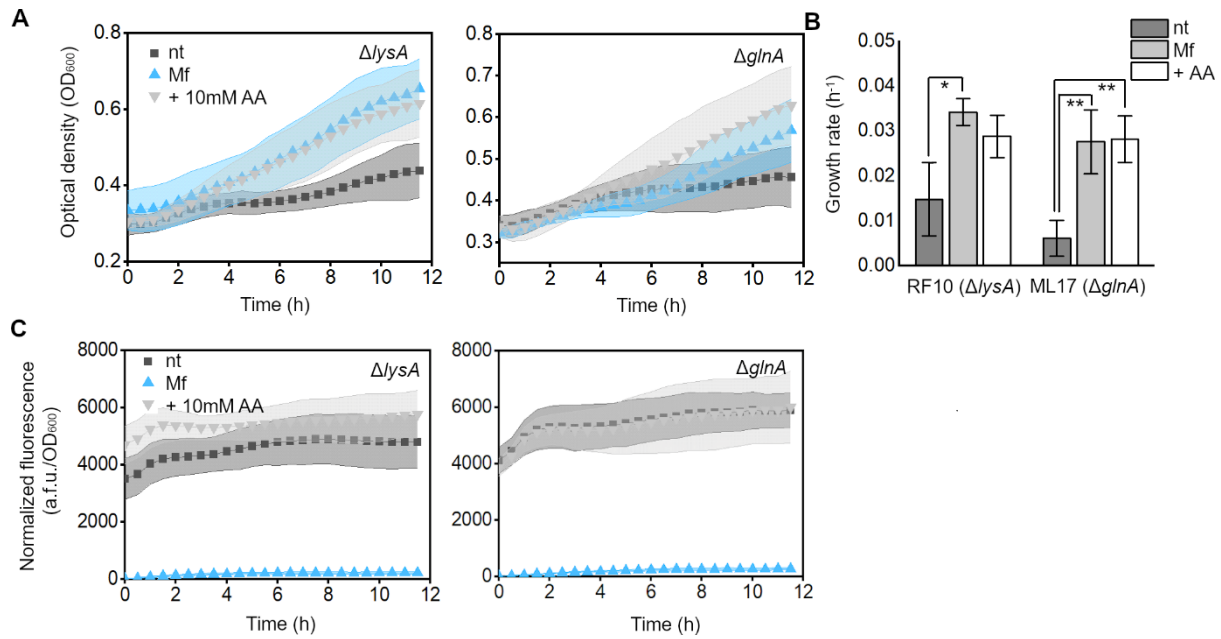 A
Optical density (OD600)
0.8
0.6
0.4
0.2
nt
Mf
+ 10mM AA
ΔlysA
0 2 4 6 8 10 12
Time (h)
0.8
0.6
0.5
0.4
0.3
ΔglnA
0 2 4 6 8 10 12
Time (h)
B
Growth rate (h-1)
0.05
0.04
0.03
0.02
0.01
0.00
nt
Mf
+ AA
*
**
**
RF10 (ΔlysA) ML17 (ΔglnA)
C
Normalized fluorescence
(a.f.u./OD600)
8000
6000
4000
2000
0
nt
Mf
+ 10mM AA
ΔlysA
0 2 4 6 8 10 12
Time (h)
8000
6000
4000
2000
0
ΔglnA
0 2 4 6 8 10 12
Time (h)